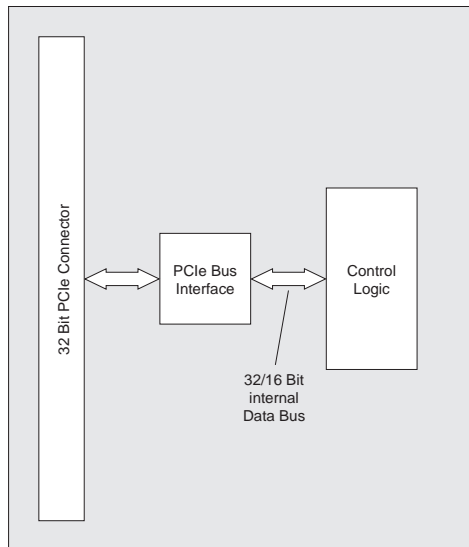 32 Bit PCIe Connector
PCIe Bus
Interface
Control
Logic
32/16 Bit
internal
Data Bus